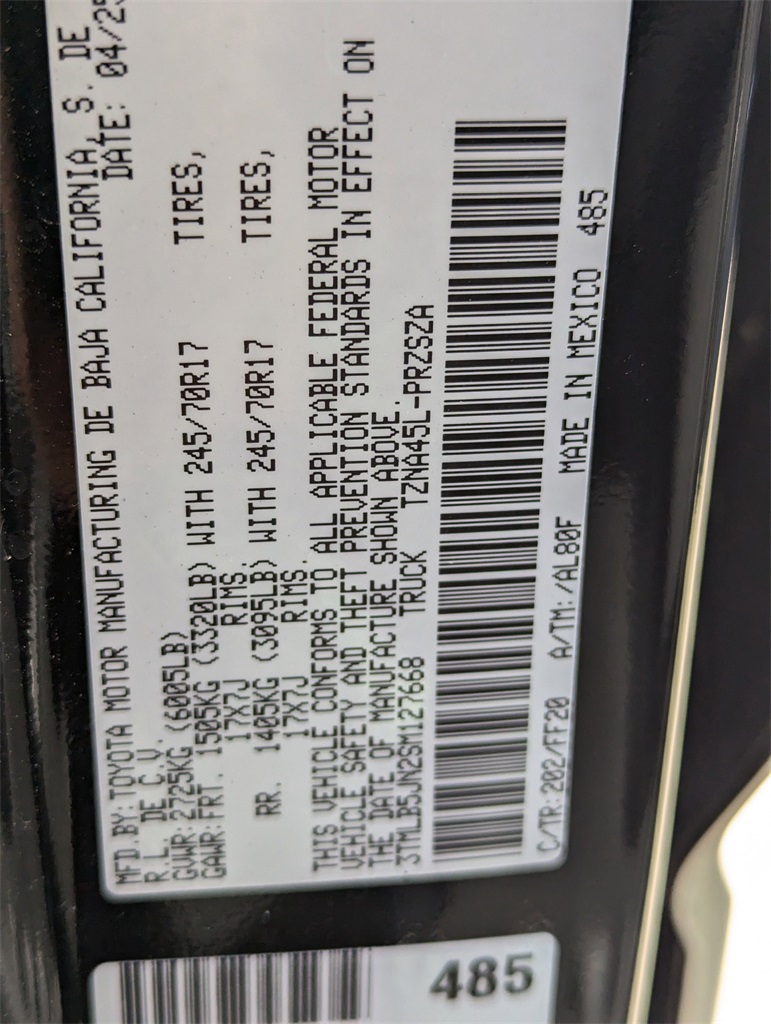 MFD.BY:TOYOTA MOTOR MANUFACTURING DE BAJA CALIFORNIA, S. DE
R.L. DE C.V. DATE: 04/25
GVWR:2725KG (6005LB)
GAWR:FRT. 1505KG (3320LB) WITH 245/70R17 TIRES,
17X7J RIMS.
RR. 1405KG (3095LB) WITH 245/70R17 TIRES,
17X7J RIMS.
THIS VEHICLE CONFORMS TO ALL APPLICABLE FEDERAL MOTOR
VEHICLE SAFETY AND THEFT PREVENTION STANDARDS IN EFFECT ON
THE DATE OF MANUFACTURE SHOWN ABOVE.
3TMLB5JN2SM127668 TRUCK TZNA45L-PRZSZA
C/TR:202/FF20 A/TM:/AL80F MADE IN MEXICO 485
485